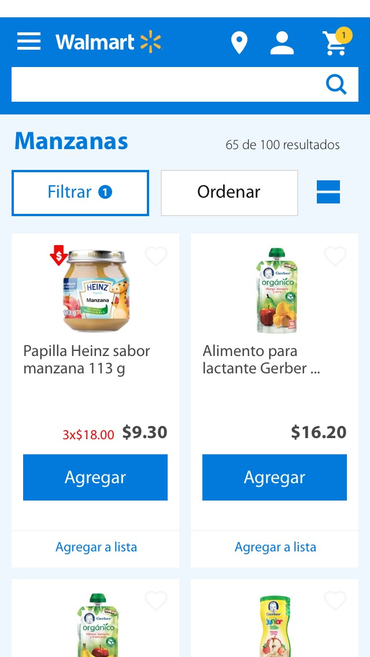 Walmart
1
Manzanas
65 de 100 resultados
Filtrar 1
Ordenar
$
HEINZ
Manzana
Gerber
orgánico
Papilla Heinz sabor
manzana 113 g
Alimento para
lactante Gerber ...
3x$18.00 $9.30
$16.20
Agregar
Agregar
Agregar a lista
Agregar a lista
Gerber
orgánico
Gerber